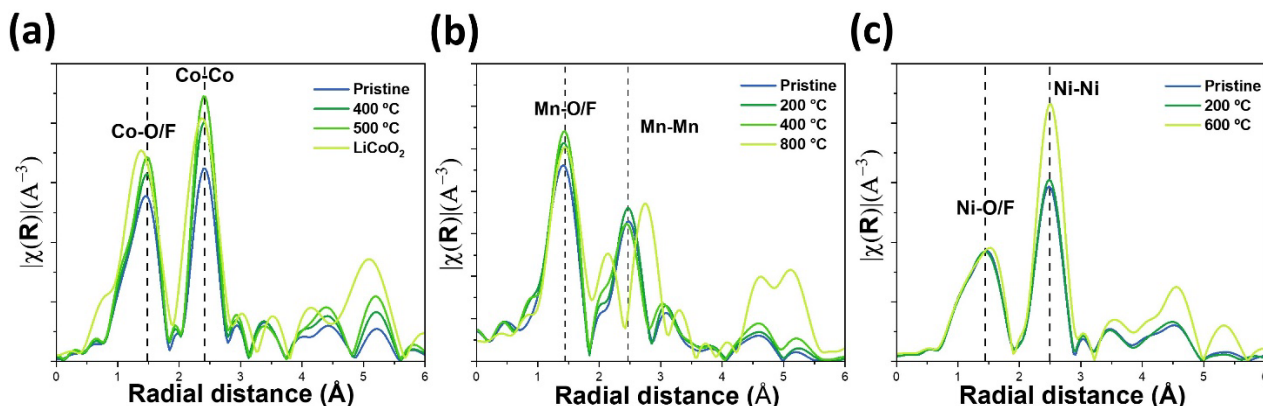 (a)
Co-Co
Co-O/F
Pristine
400 ºC
500 ºC
LiCoO₂
|χ(R)|(A⁻³)
0 1 2 3 4 5 6
Radial distance (Å)
(b)
Mn-O/F
Mn-Mn
Pristine
200 ºC
400 ºC
800 ºC
|χ(R)|(A⁻³)
0 1 2 3 4 5 6
Radial distance (Å)
(c)
Ni-Ni
Ni-O/F
Pristine
200 ºC
600 ºC
|χ(R)|(A⁻³)
0 1 2 3 4 5 6
Radial distance (Å)